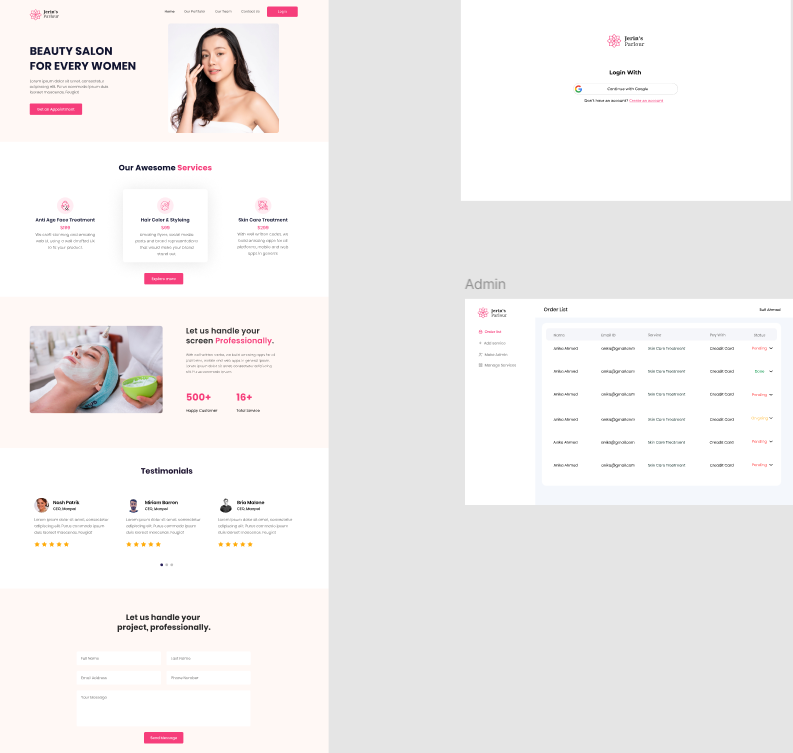 Jerin's
Parlour
Home
Our Portfolio
Our Team
Contact Us
Login
BEAUTY SALON
FOR EVERY WOMEN
Lorem ipsum dolor sit amet, consectetur
adipiscing elit. Purus commodo ipsum duis
laoreet maecenas. Feugiat
Get an Appointment
Our Awesome Services
Anti Age Face Treatment
$199
We craft stunning and amazing
web UI, using a well drrafted UX
to fit your product.
Hair Color & Styleing
$99
Amazing flyers, social media
posts and brand representations
that would make your brand
stand out.
Skin Care Treatment
$299
With well written codes, we
build amazing apps for all
platforms, mobile and web
apps in general.
Explore more
Let us handle your
screen Professionally.
With well written codes, we build amazing apps for all
platforms, mobile and web apps in general ipsum.
500+
Happy Customer
16+
Total Service
Testimonials
Nash Patrik
CEO, Manpol
Lorem ipsum dolor sit amet, consectetur
adipiscing elit. Purus commodo ipsum
duis laoreet maecenas. Feugiat
Miriam Barron
CEO, Manpol
Lorem ipsum dolor sit amet, consectetur
adipiscing elit. Purus commodo ipsum
duis laoreet maecenas. Feugiat
Bria Malone
CEO, Manpol
Lorem ipsum dolor sit amet, consectetur
adipiscing elit. Purus commodo ipsum
duis laoreet maecenas. Feugiat
Let us handle your
project, professionally.
First Name
Last Name
Email Address
Phone Number
Your Message
Send Message
Jerin's
Parlour
Login With
Continue with Google
Don't have an account? Create an account
Admin
Jerin's
Parlour
Order List
Sufi Ahmed
Order list
Add Service
Make Admin
Manage Services
Name Email ID Service Pay With Status
Anika Ahmed anika@gmail.com Skin Care Treatment Creadit Card Pending
Anika Ahmed anika@gmail.com Skin Care Treatment Creadit Card Done
Anika Ahmed anika@gmail.com Skin Care Treatment Creadit Card Pending
Anika Ahmed anika@gmail.com Skin Care Treatment Creadit Card Ongoing
Anika Ahmed anika@gmail.com Skin Care Treatment Creadit Card Pending
Anika Ahmed anika@gmail.com Skin Care Treatment Creadit Card Pending